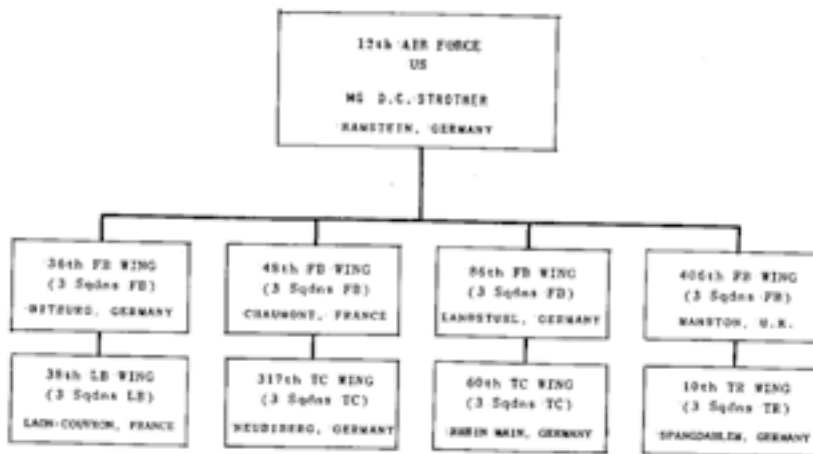 12th AIR FORCE
US
MG D.C. STROTHER
RAMSTEIN, GERMANY
36th FB WING
(3 Sqdns FB)
BITBURG, GERMANY
48th FB WING
(3 Sqdns FB)
CHAUMONT, FRANCE
86th FB WING
(3 Sqdns FB)
LANDSTUHL, GERMANY
406th FB WING
(3 Sqdns FB)
MANSTON, U.K.
38th LB WING
(3 Sqdns LB)
LAON-COUVRON, FRANCE
317th TC WING
(3 Sqdns TC)
NEUBIBERG, GERMANY
60th TC WING
(3 Sqdns TC)
RHEIN MAIN, GERMANY
10th TR WING
(3 Sqdns TR)
SPANGDAHLEM, GERMANY